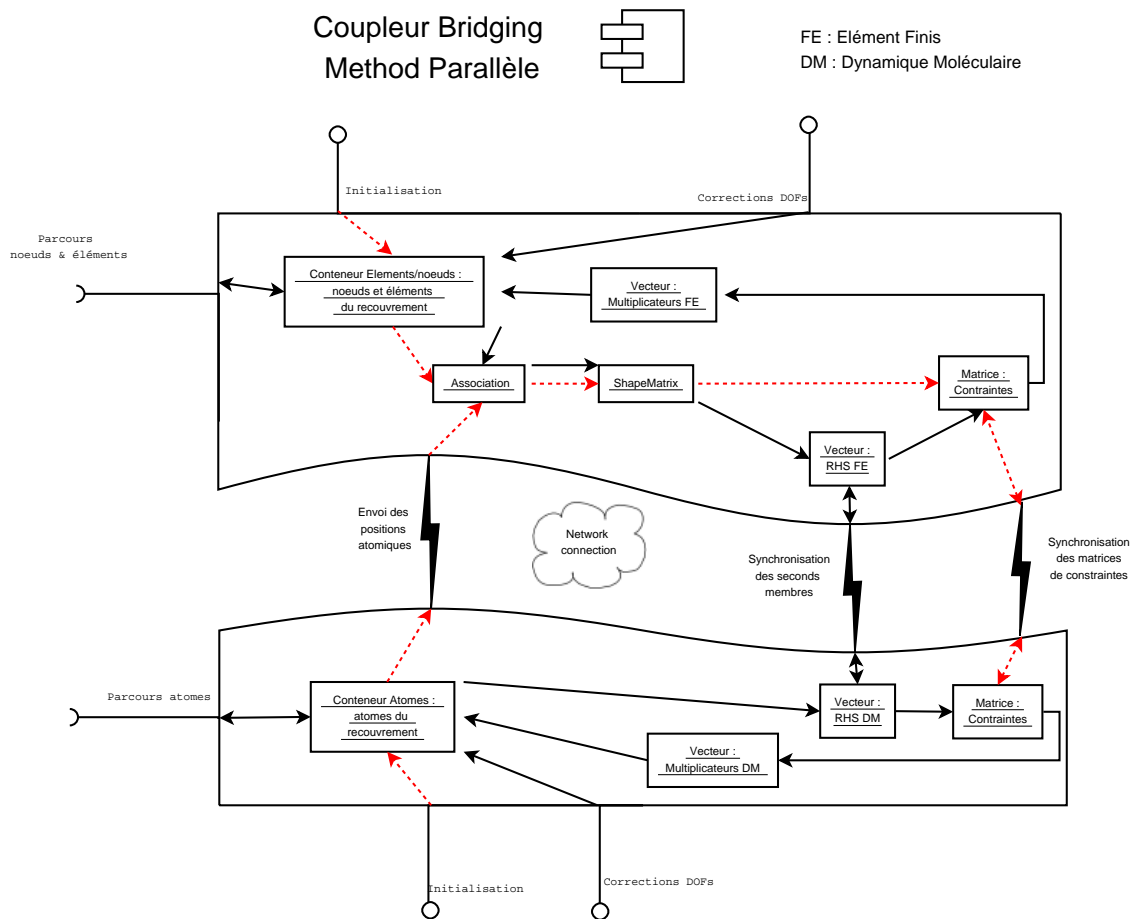 Coupleur Bridging
Method Parallèle
FE : Elément Finis
DM : Dynamique Moléculaire
Initialisation
Corrections DOFs
Parcours
noeuds & éléments
Conteneur Elements/noeuds :
noeuds et éléments
du recouvrement
Vecteur :
Multiplicateurs FE
Association
ShapeMatrix
Matrice :
Contraintes
Vecteur :
RHS FE
Envoi des
positions
atomiques
Network
connection
Synchronisation
des seconds
membres
Synchronisation
des matrices
de constraintes
Parcours atomes
Conteneur Atomes :
atomes du
recouvrement
Vecteur :
RHS DM
Matrice :
Contraintes
Vecteur :
Multiplicateurs DM
Initialisation
Corrections DOFs